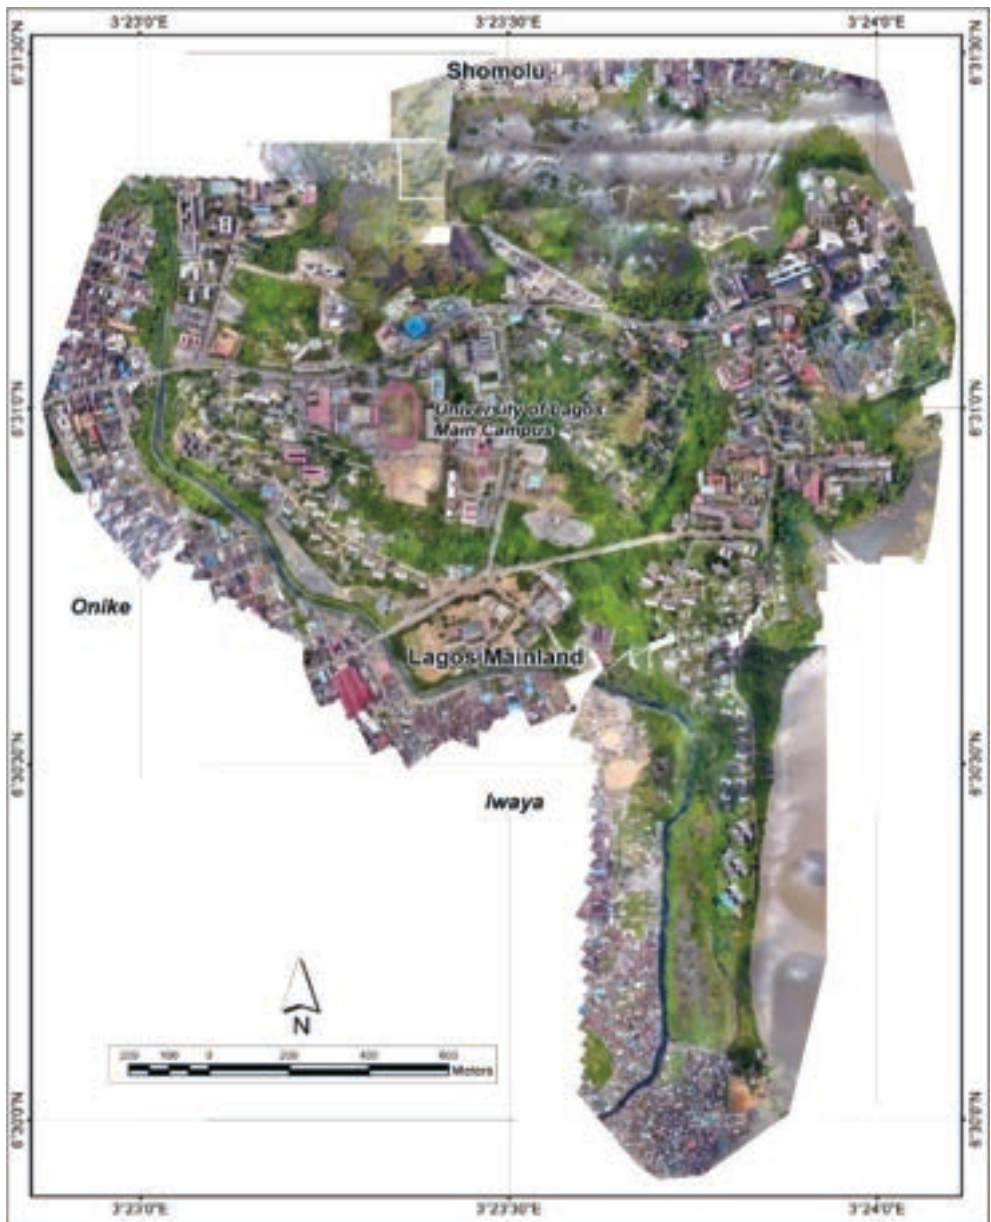 3°23'0"E 3°23'30"E 3°24'0"E
6°31'30"N 6°31'30"N
Shomolu
6°31'0"N 6°31'0"N
University of Lagos
Main Campus
Onike
Lagos Mainland
6°30'30"N 6°30'30"N
Iwaya
N
200 100 0 200 400 600
Meters
6°30'0"N 6°30'0"N
3°23'0"E 3°23'30"E 3°24'0"E